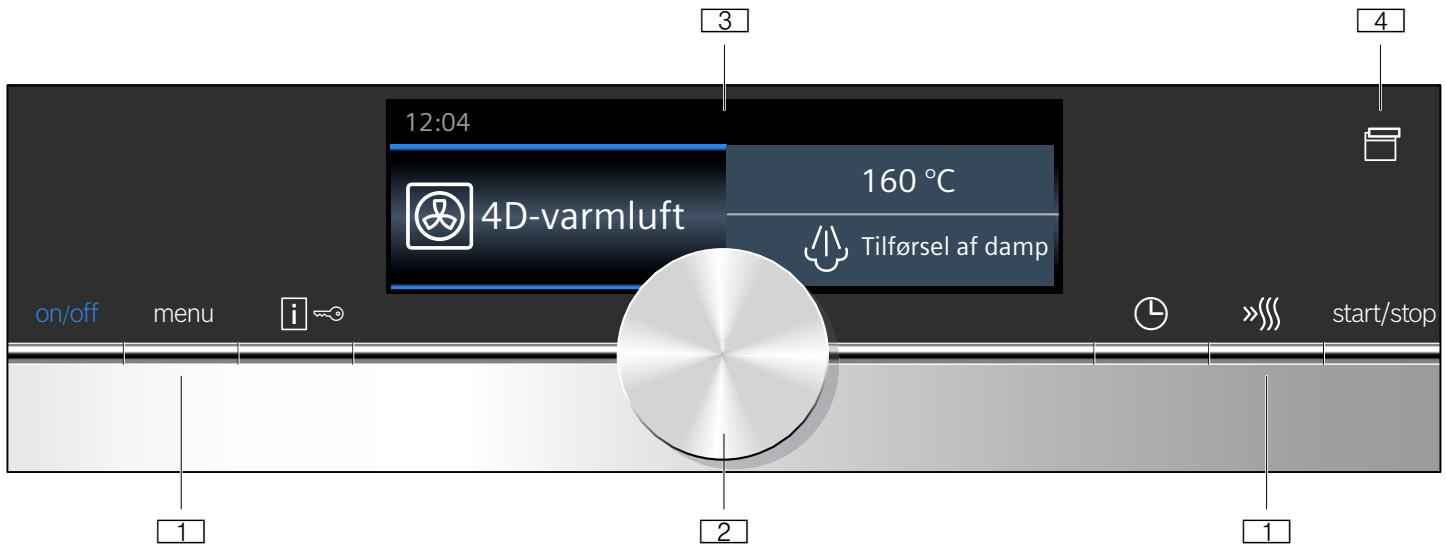 3 4
12:04
160 °C
4D-varmluft
Tilførsel af damp
on/off menu i start/stop
1 2 1